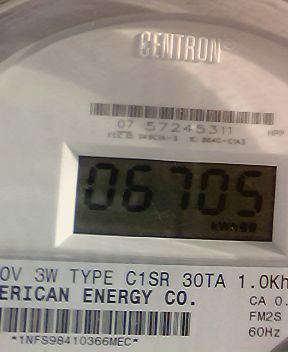 CENTRON®
07 57245311
06705
kWh
0V 3W TYPE C1SR 30TA 1.0Kh
ERICAN ENERGY CO.
CA 0.
FM2S
60Hz
*1NFS98410366MEC*